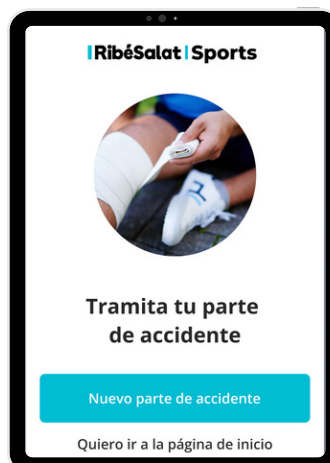 RibéSalat | Sports
Tramita tu parte
de accidente
Nuevo parte de accidente
Quiero ir a la página de inicio